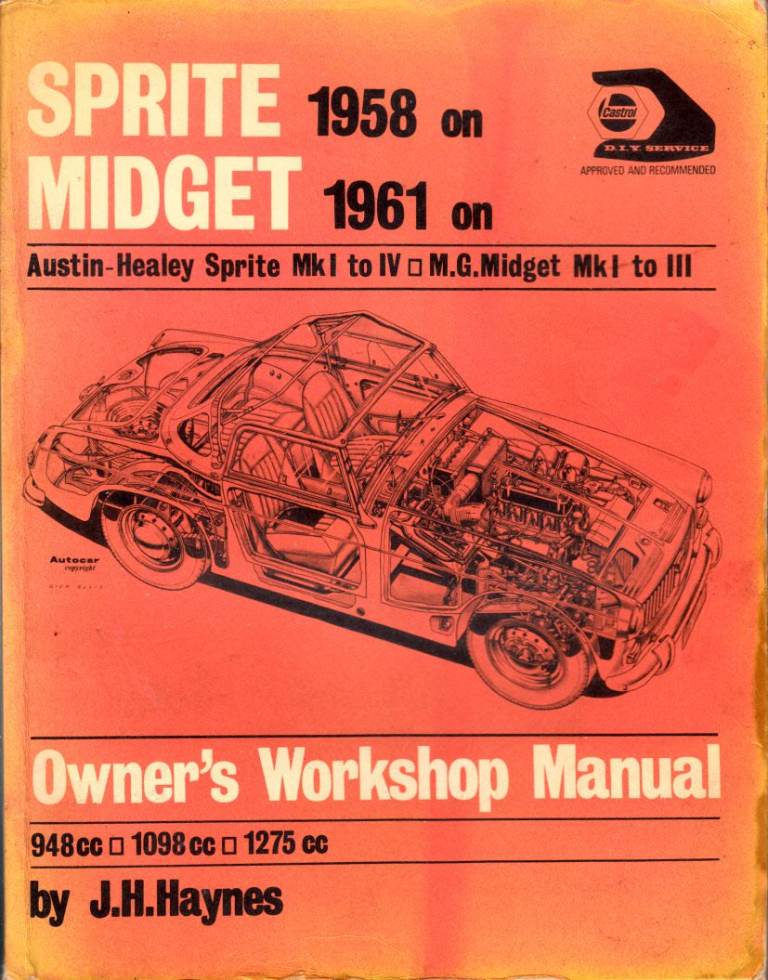 SPRITE 1958 on
MIDGET 1961 on
Castrol
D.I.Y. SERVICE
APPROVED AND RECOMMENDED
Austin-Healey Sprite Mk I to IV □ M.G.Midget Mk I to III
Autocar
copyright
Owner's Workshop Manual
948cc □ 1098cc □ 1275 cc
by J.H.Haynes